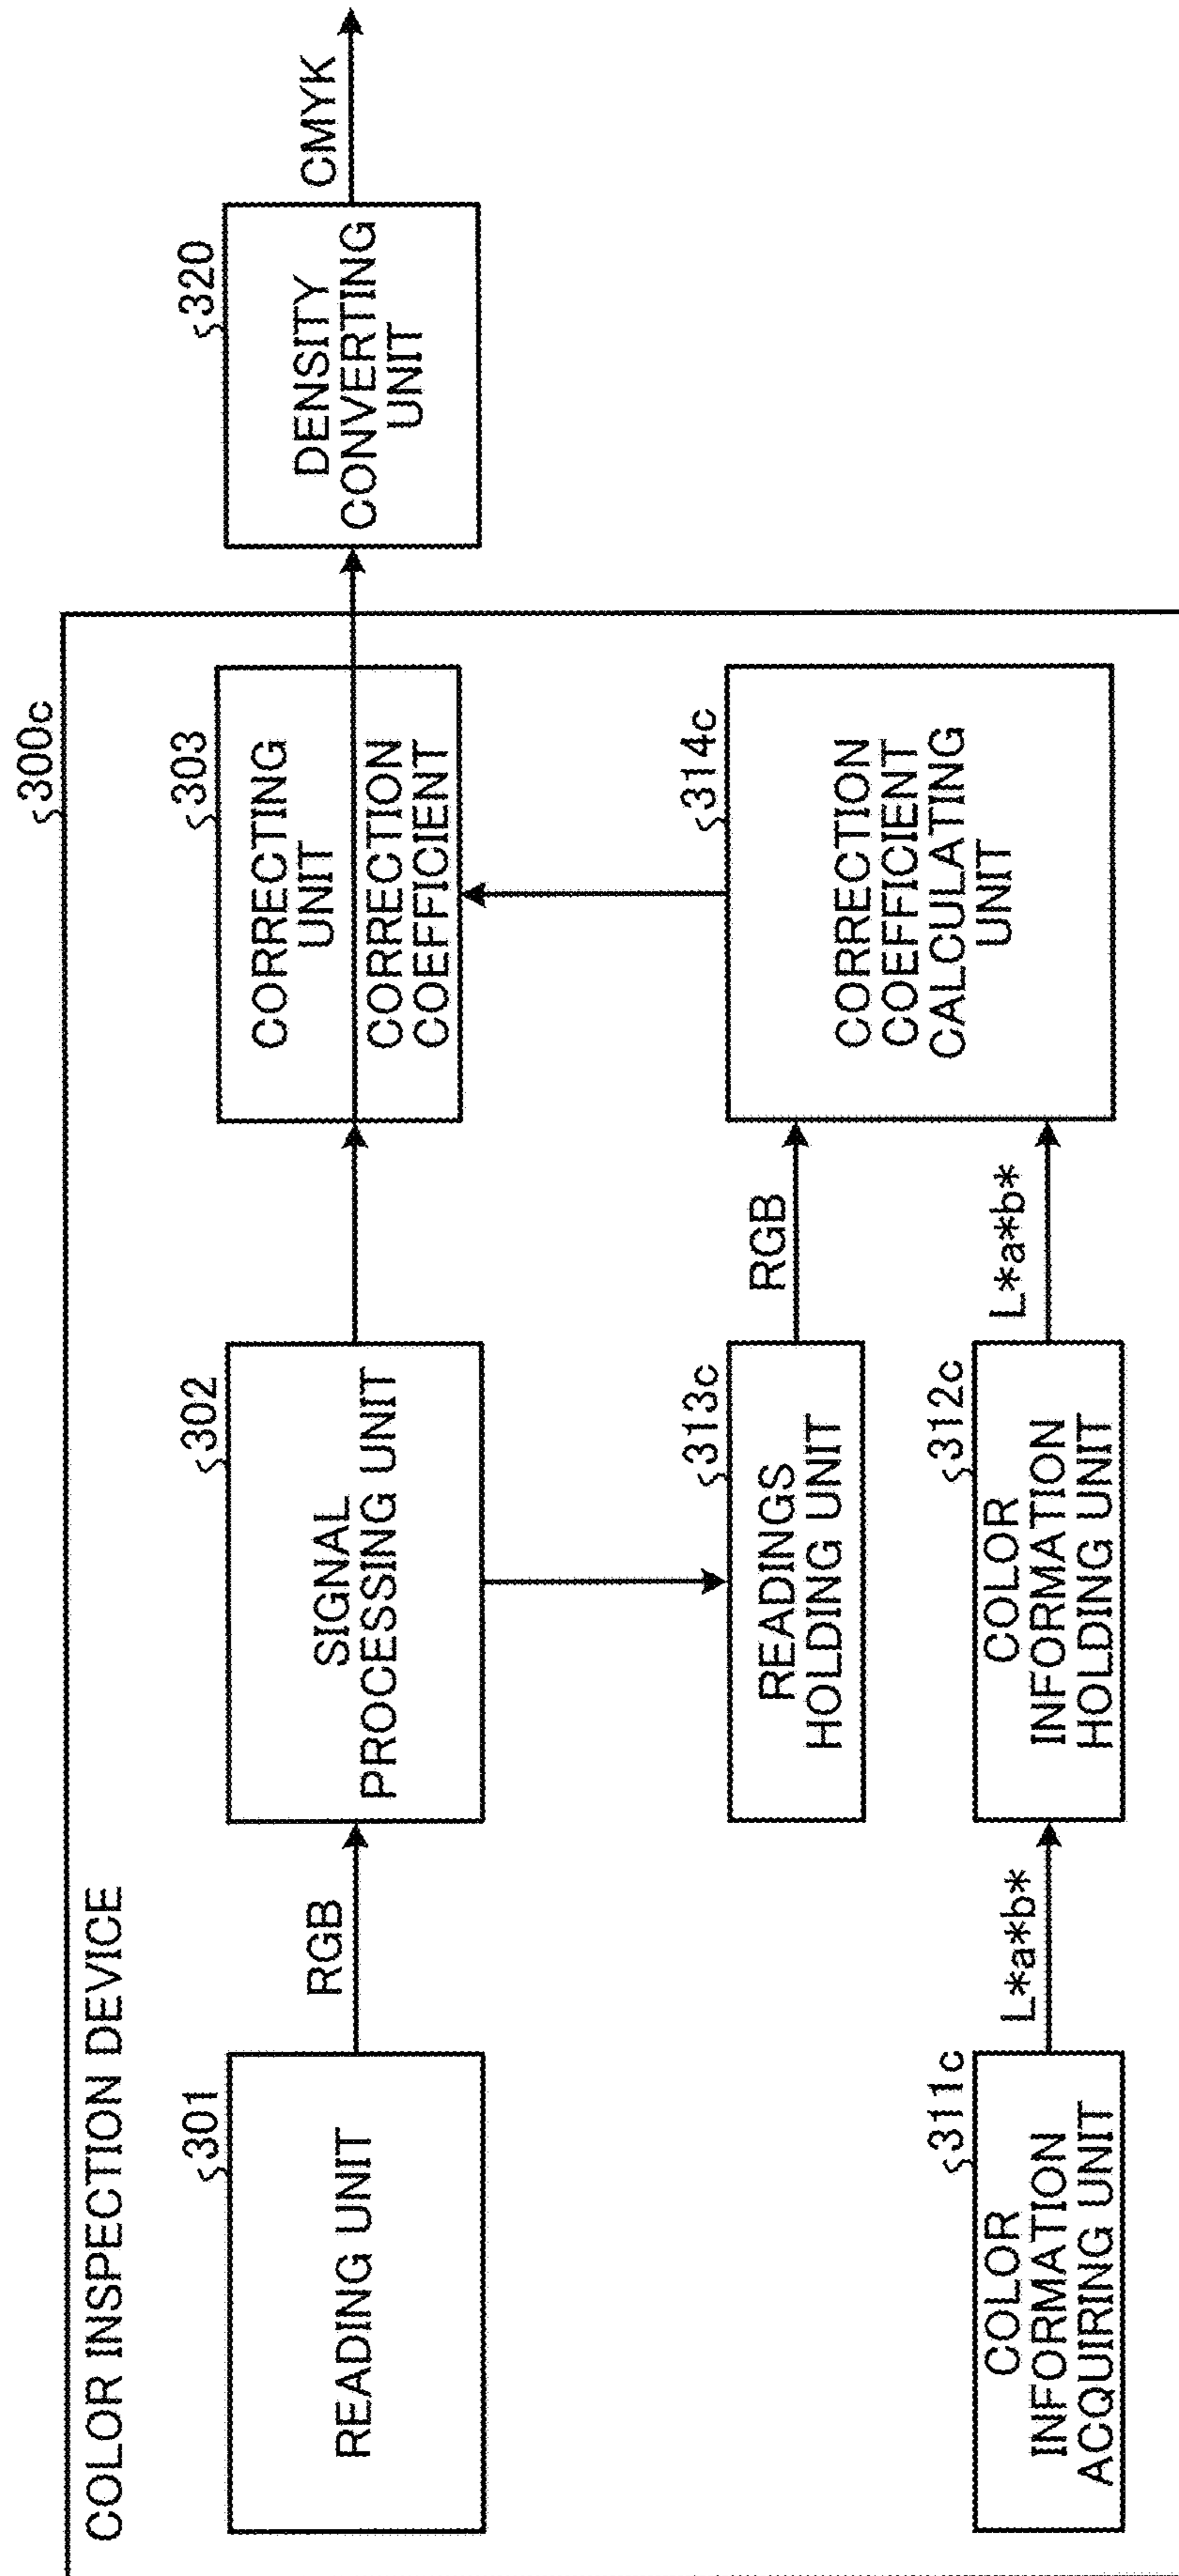 COLOR INSPECTION DEVICE
300c
301
READING UNIT
RGB
302
SIGNAL
PROCESSING UNIT
303
CORRECTING
UNIT
CORRECTION
COEFFICIENT
320
DENSITY
CONVERTING
UNIT
CMYK
313c
READINGS
HOLDING UNIT
RGB
314c
CORRECTION
COEFFICIENT
CALCULATING
UNIT
311c
COLOR
INFORMATION
ACQUIRING UNIT
L*a*b*
312c
COLOR
INFORMATION
HOLDING UNIT
L*a*b*